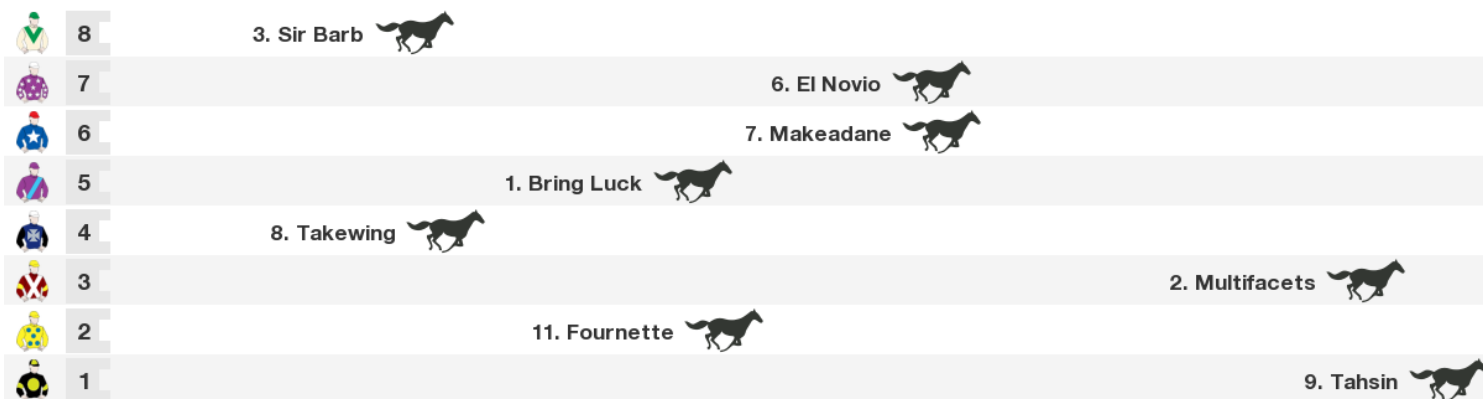 8 3. Sir Barb
7 6. El Novio
6 7. Makeadane
5 1. Bring Luck
4 8. Takewing
3 2. Multifacets
2 11. Fournette
1 9. Tahsin